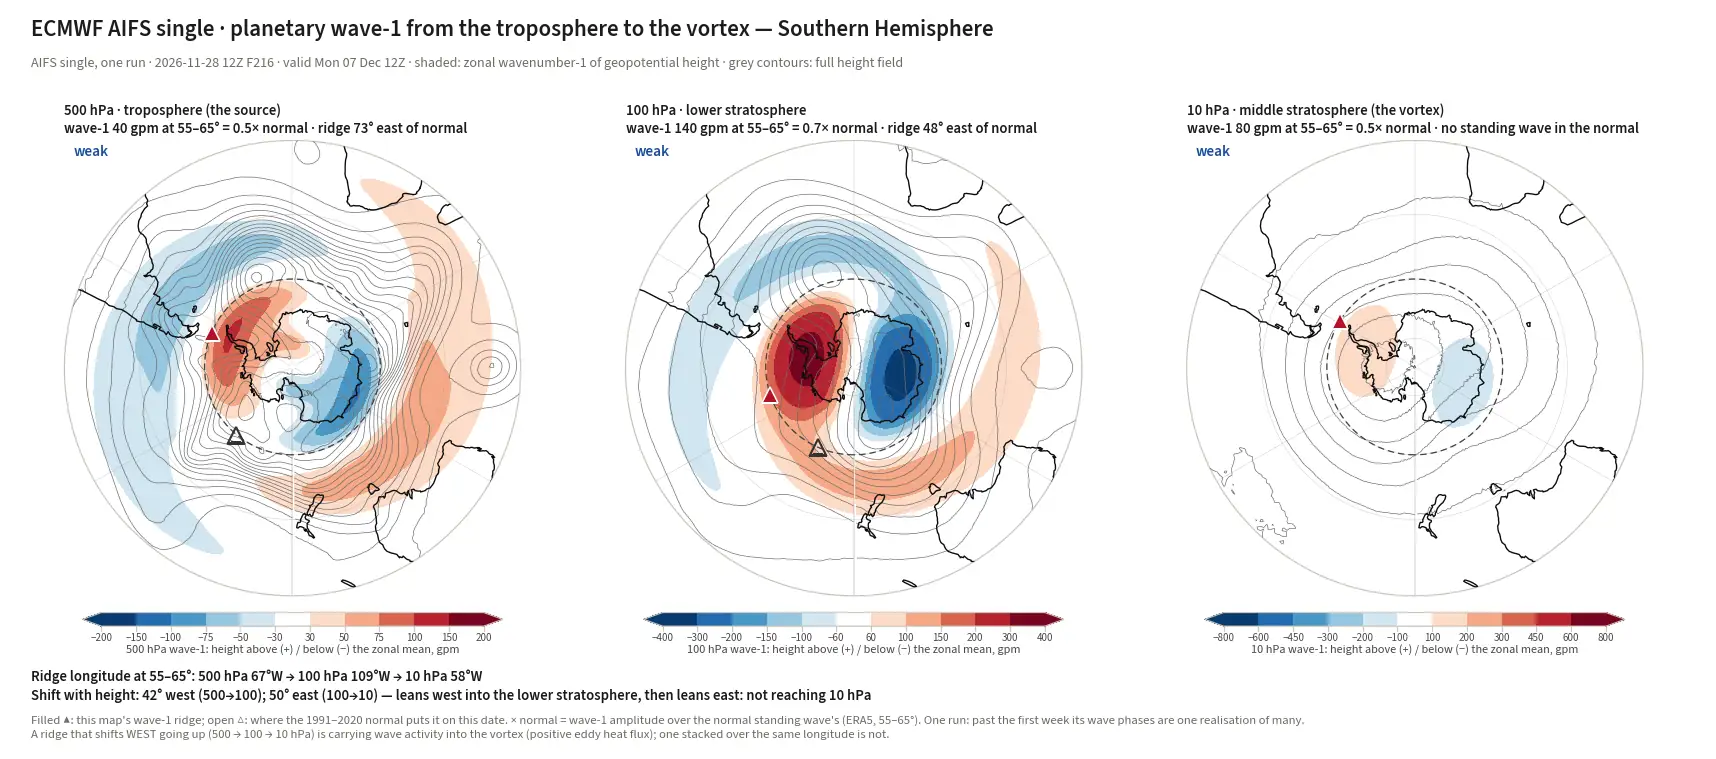 ECMWF AIFS single · planetary wave-1 from the troposphere to the vortex — Southern Hemisphere
AIFS single, one run · 2026-11-28 12Z F216 · valid Mon 07 Dec 12Z · shaded: zonal wavenumber-1 of geopotential height · grey contours: full height field
500 hPa · troposphere (the source)
wave-1 40 gpm at 55–65° = 0.5× normal · ridge 73° east of normal
weak
100 hPa · lower stratosphere
wave-1 140 gpm at 55–65° = 0.7× normal · ridge 48° east of normal
weak
10 hPa · middle stratosphere (the vortex)
wave-1 80 gpm at 55–65° = 0.5× normal · no standing wave in the normal
weak
−200 −150 −100 −75 −50 −30 30 50 75 100 150 200
500 hPa wave-1: height above (+) / below (−) the zonal mean, gpm
−400 −300 −200 −150 −100 −60 60 100 150 200 300 400
100 hPa wave-1: height above (+) / below (−) the zonal mean, gpm
−800 −600 −450 −300 −200 −100 100 200 300 450 600 800
10 hPa wave-1: height above (+) / below (−) the zonal mean, gpm
Ridge longitude at 55–65°: 500 hPa 67°W → 100 hPa 109°W → 10 hPa 58°W
Shift with height: 42° west (500→100); 50° east (100→10) — leans west into the lower stratosphere, then leans east: not reaching 10 hPa
Filled ▲: this map's wave-1 ridge; open △: where the 1991–2020 normal puts it on this date. × normal = wave-1 amplitude over the normal standing wave's (ERA5, 55–65°). One run: past the first week its wave phases are one realisation of many.
A ridge that shifts WEST going up (500 → 100 → 10 hPa) is carrying wave activity into the vortex (positive eddy heat flux); one stacked over the same longitude is not.